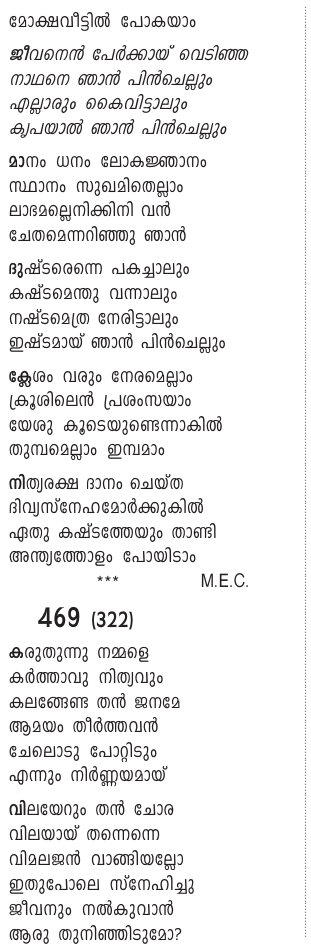 മോക്ഷവീട്ടിൽ പോകയാം
ജീവനെൻ പേർക്കായ് വെടിഞ്ഞ
നാഥനെ ഞാൻ പിൻചെല്ലും
എല്ലാരും കൈവിട്ടാലും
കൃപയാൽ ഞാൻ പിൻചെല്ലും
മാനം ധനം ലോകജ്ഞാനം
സ്ഥാനം സുഖമിതെല്ലാം
ലാഭമല്ലെനിക്കിനി വൻ
ചേതമെന്നറിഞ്ഞു ഞാൻ
ദുഷ്ടരെന്നെ പകച്ചാലും
കഷ്ടമെന്തു വന്നാലും
നഷ്ടമെത്ര നേരിട്ടാലും
ഇഷ്ടമായ് ഞാൻ പിൻചെല്ലും
ക്ലേശം വരും നേരമെല്ലാം
ക്രൂശിലെൻ പ്രശംസയാം
യേശു കൂടെയുണ്ടെന്നാകിൽ
തുമ്പമെല്ലാം ഇമ്പമാം
നിത്യരക്ഷ ദാനം ചെയ്ത
ദിവ്യസ്നേഹമോർക്കുകിൽ
ഏതു കഷ്ടത്തേയും താണ്ടി
അന്ത്യത്തോളം പോയിടാം
*** M.E.C.
469 (322)
കരുതുന്നു നമ്മളെ
കർത്താവു നിത്യവും
കലങ്ങേണ്ട തൻ ജനമേ
ആമയം തീർത്തവൻ
ചേലൊടു പോറ്റിടും
എന്നും നിർണ്ണയമായ്
വിലയേറും തൻ ചോര
വിലയായ് തന്നെന്നെ
വിമലജൻ വാങ്ങിയല്ലോ
ഇതുപോലെ സ്നേഹിച്ചു
ജീവനും നൽകുവാൻ
ആരു തുനിഞ്ഞിടുമോ?